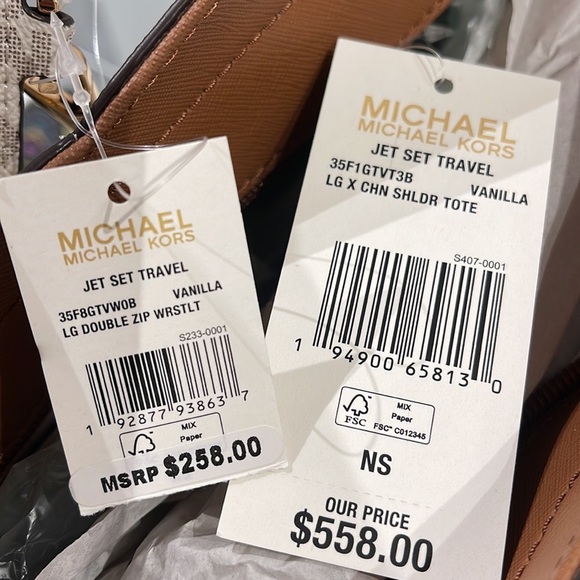 MICHAEL
MICHAEL KORS
JET SET TRAVEL
35F8GTVW0B VANILLA
LG DOUBLE ZIP WRSTLT
S233-0001
1 92877 93863 7
MIX
Paper
MSRP $258.00
MICHAEL
MICHAEL KORS
JET SET TRAVEL
35F1GTVT3B VANILLA
LG X CHN SHLDR TOTE
S407-0001
1 94900 65813 0
FSC
MIX
Paper
FSC™ C012345
NS
OUR PRICE
$558.00